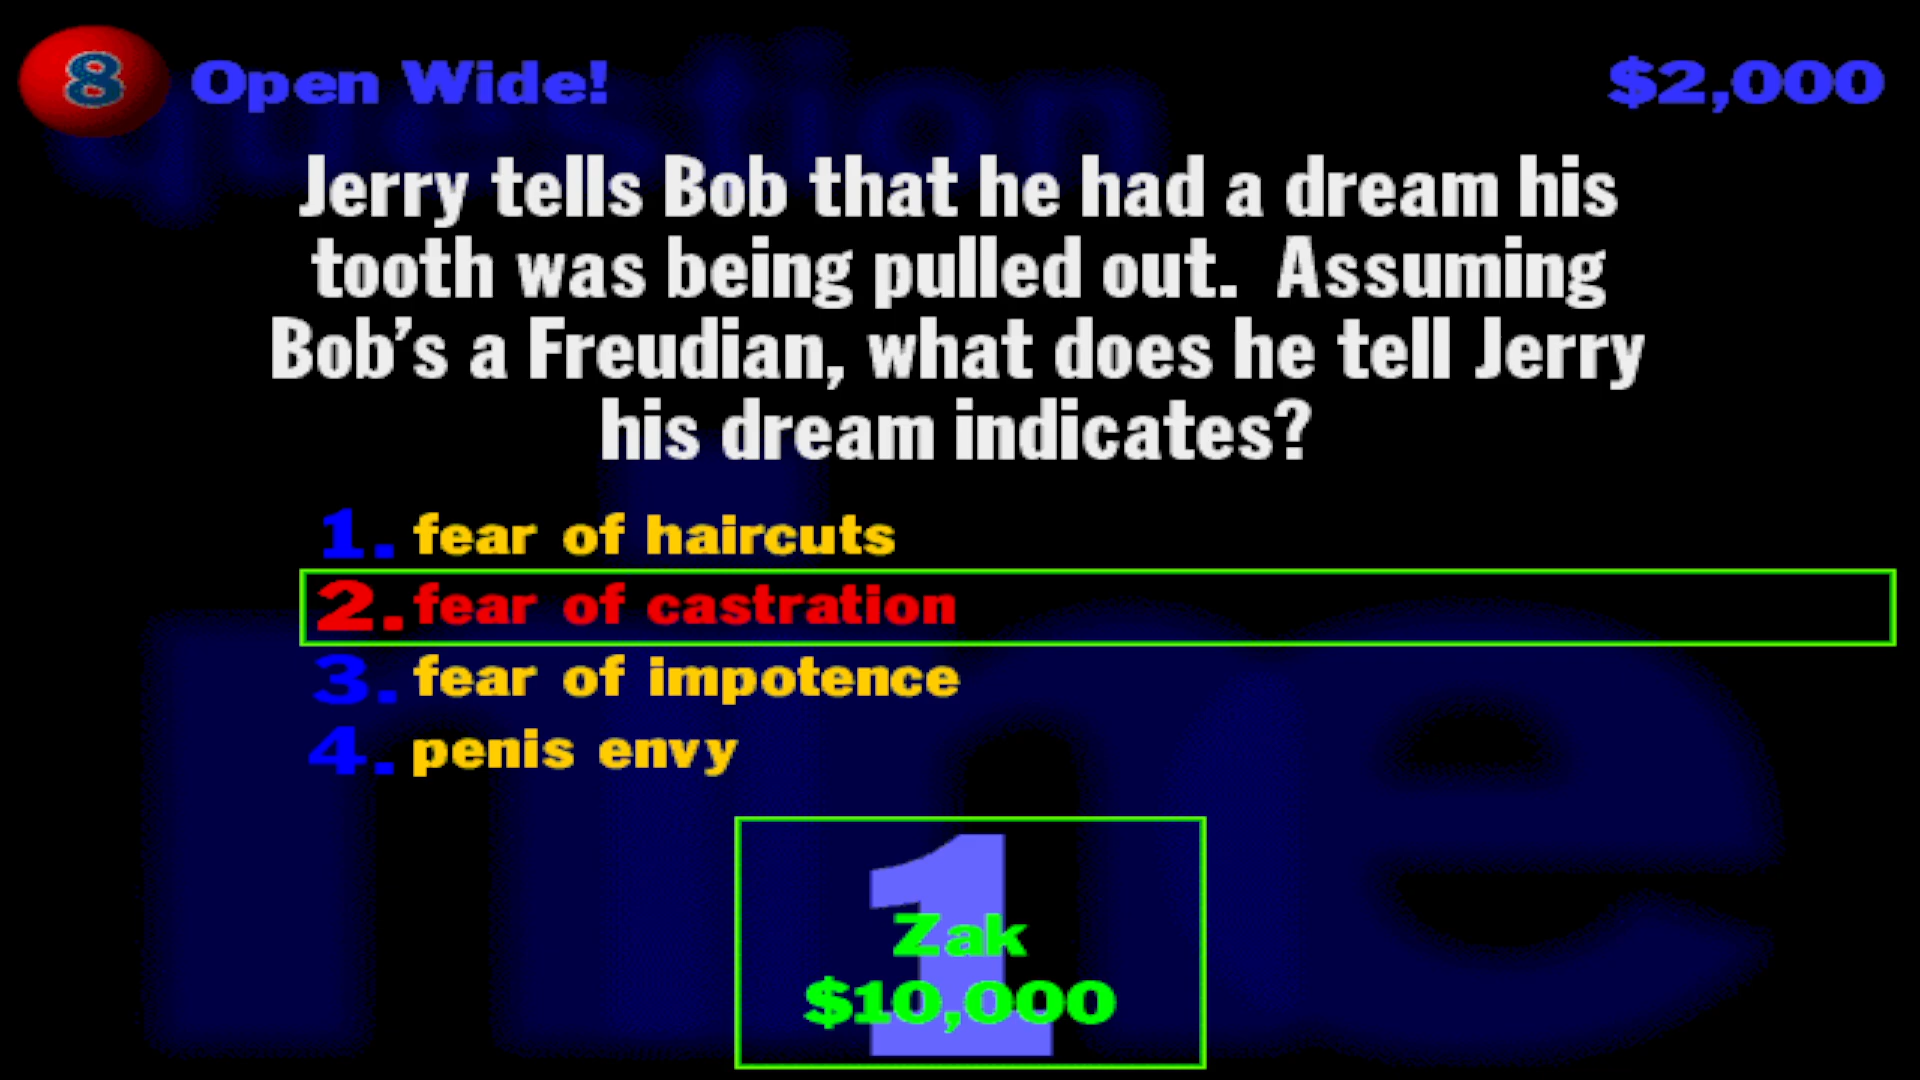 8 Open Wide! $2,000
Jerry tells Bob that he had a dream his
tooth was being pulled out. Assuming
Bob's a Freudian, what does he tell Jerry
his dream indicates?
1. fear of haircuts
2. fear of castration
3. fear of impotence
4. penis envy
1
Zak
$10,000
question
nine